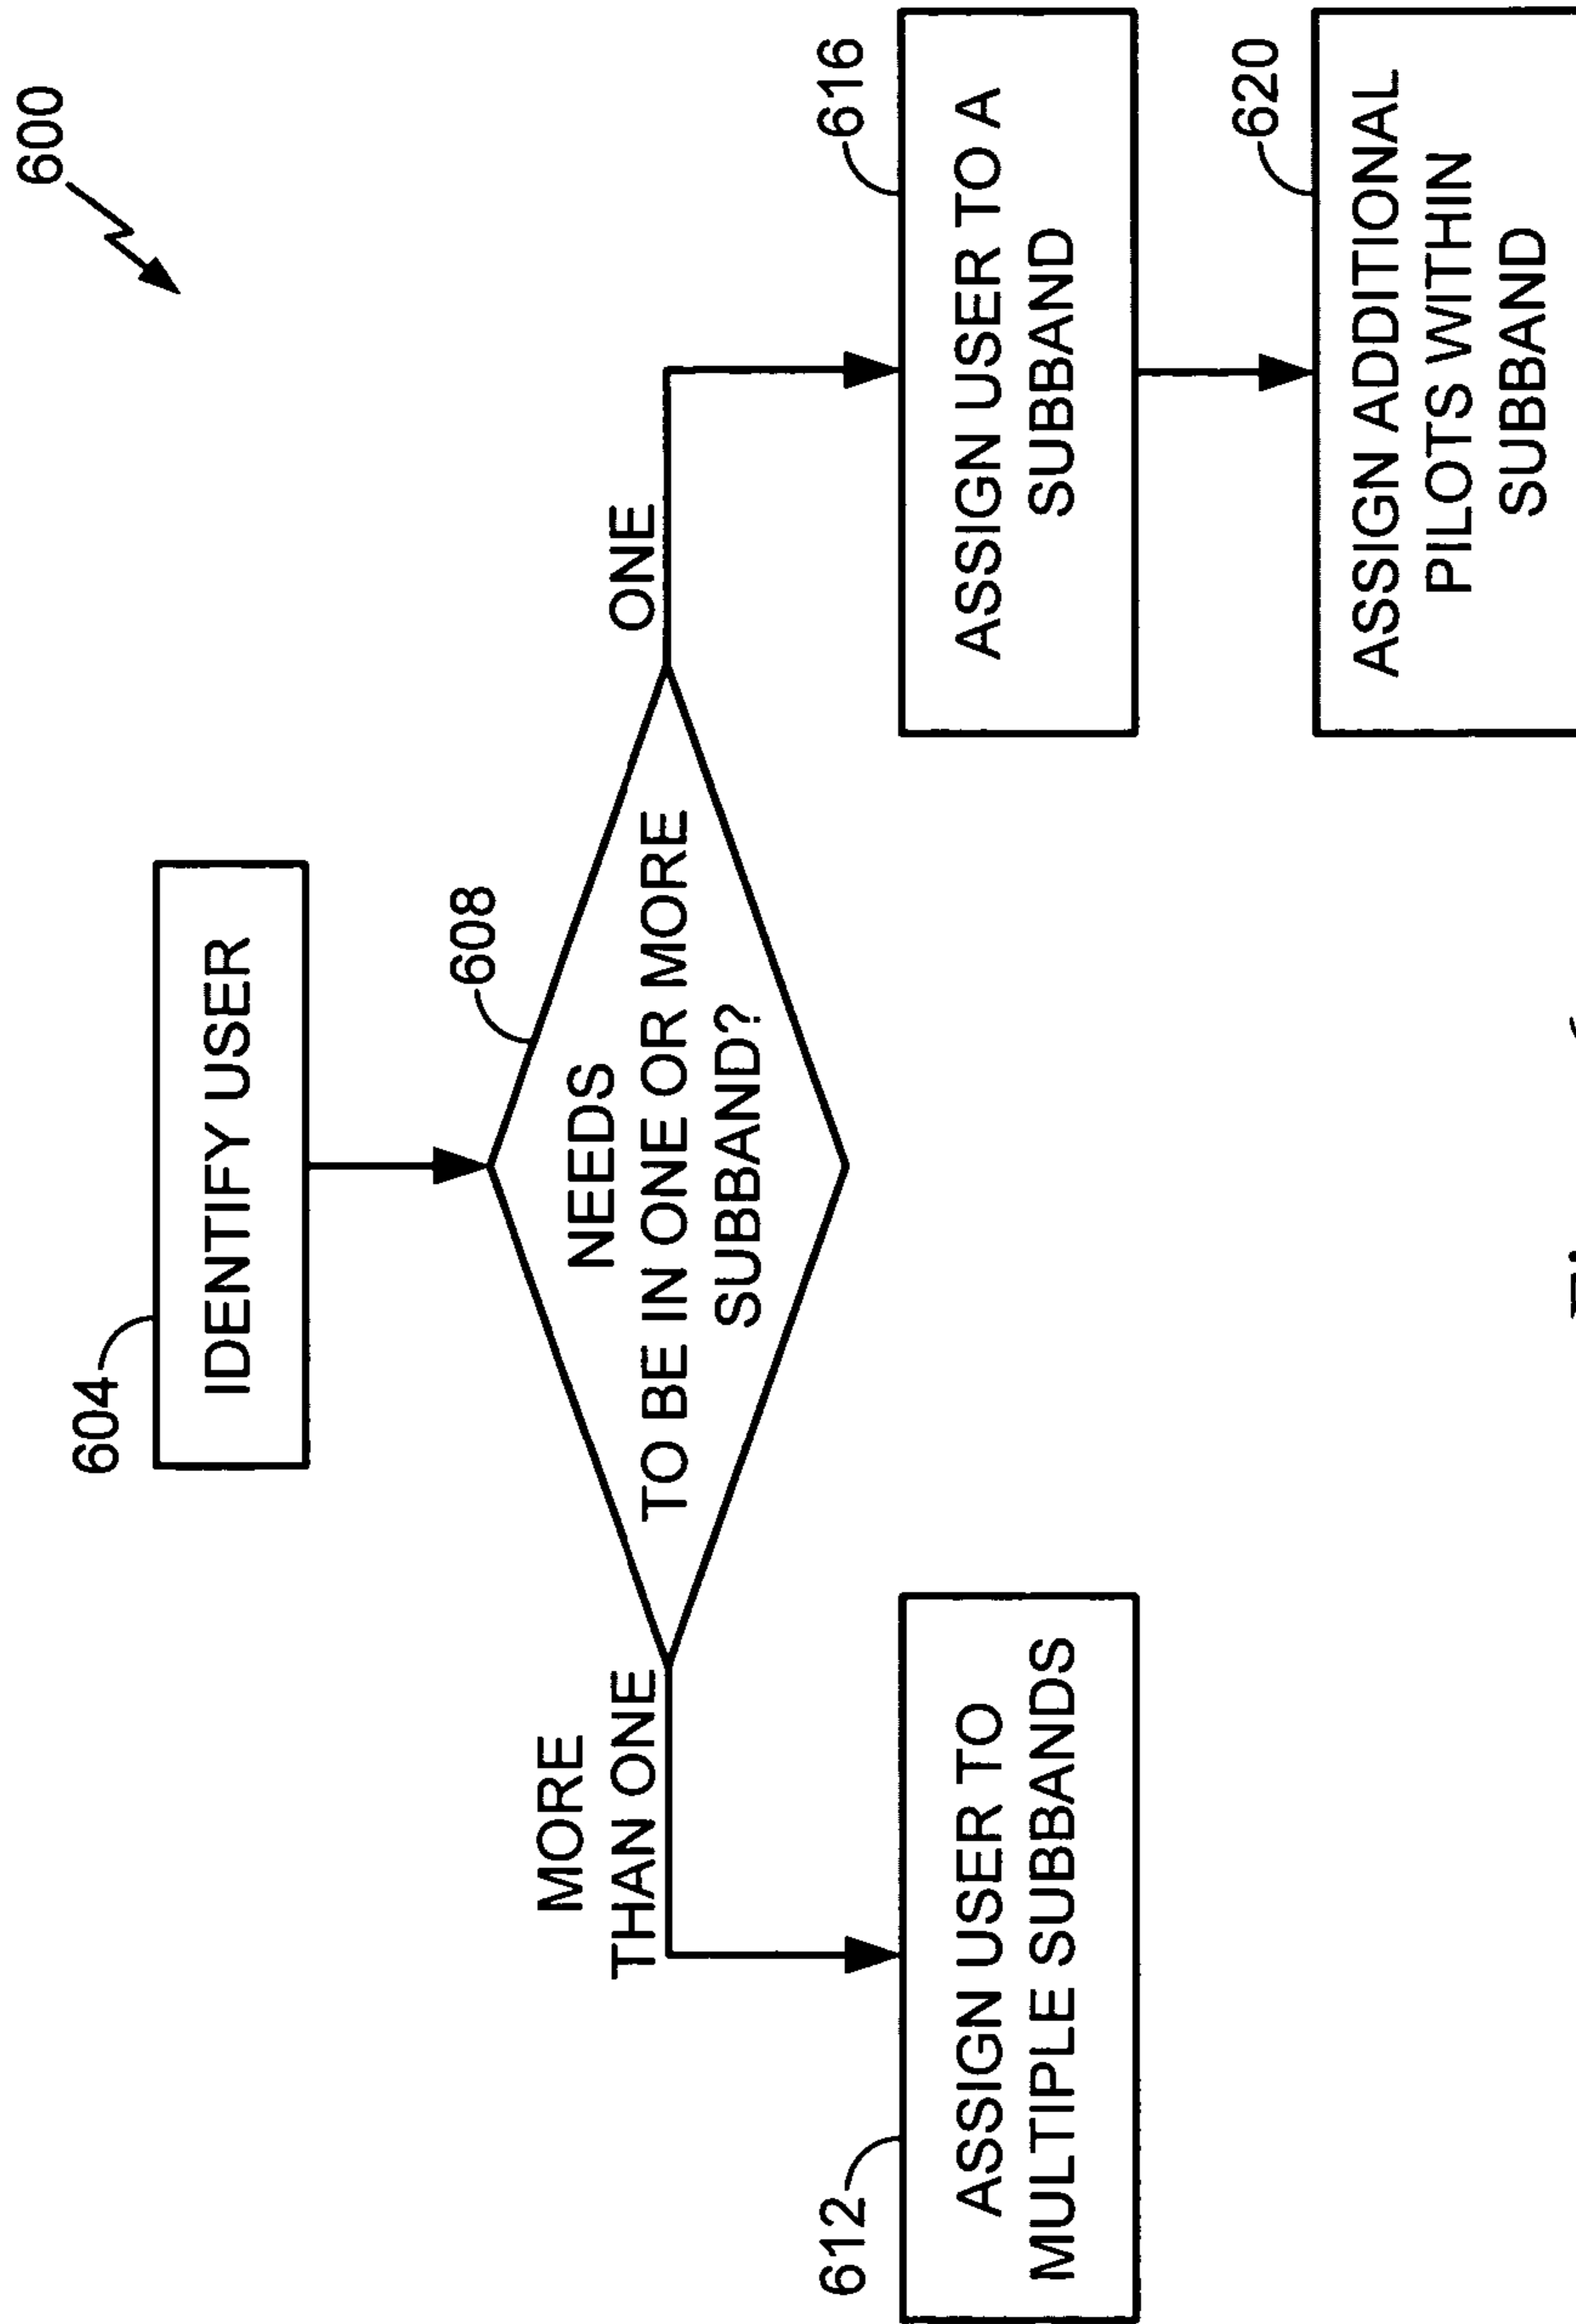 600
604
IDENTIFY USER
608
NEEDS
TO BE IN ONE OR MORE
SUBBAND?
MORE
THAN ONE
ONE
612
ASSIGN USER TO
MULTIPLE SUBBANDS
616
ASSIGN USER TO A
SUBBAND
620
ASSIGN ADDITIONAL
PILOTS WITHIN
SUBBAND